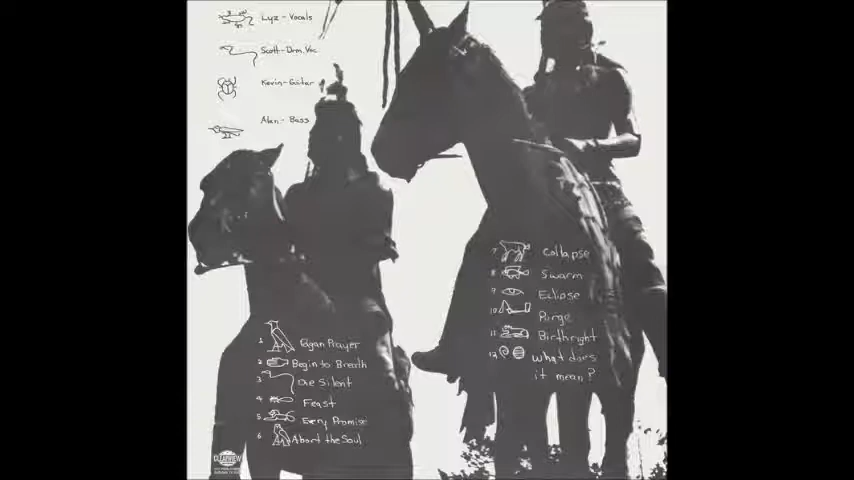 Lyz - Vocals
Scott - Drm. Voc
Kevin - Guitar
Alan - Bass
1 Pagan Prayer
2 Begin to Breath
3 Die Silent
4 Feast
5 Every Promise
6 Abort the Soul
7 Collapse
8 Swarm
9 Eclipse
10 Purge
11 Birthright
12 What does
it mean?
CLEARVIEW